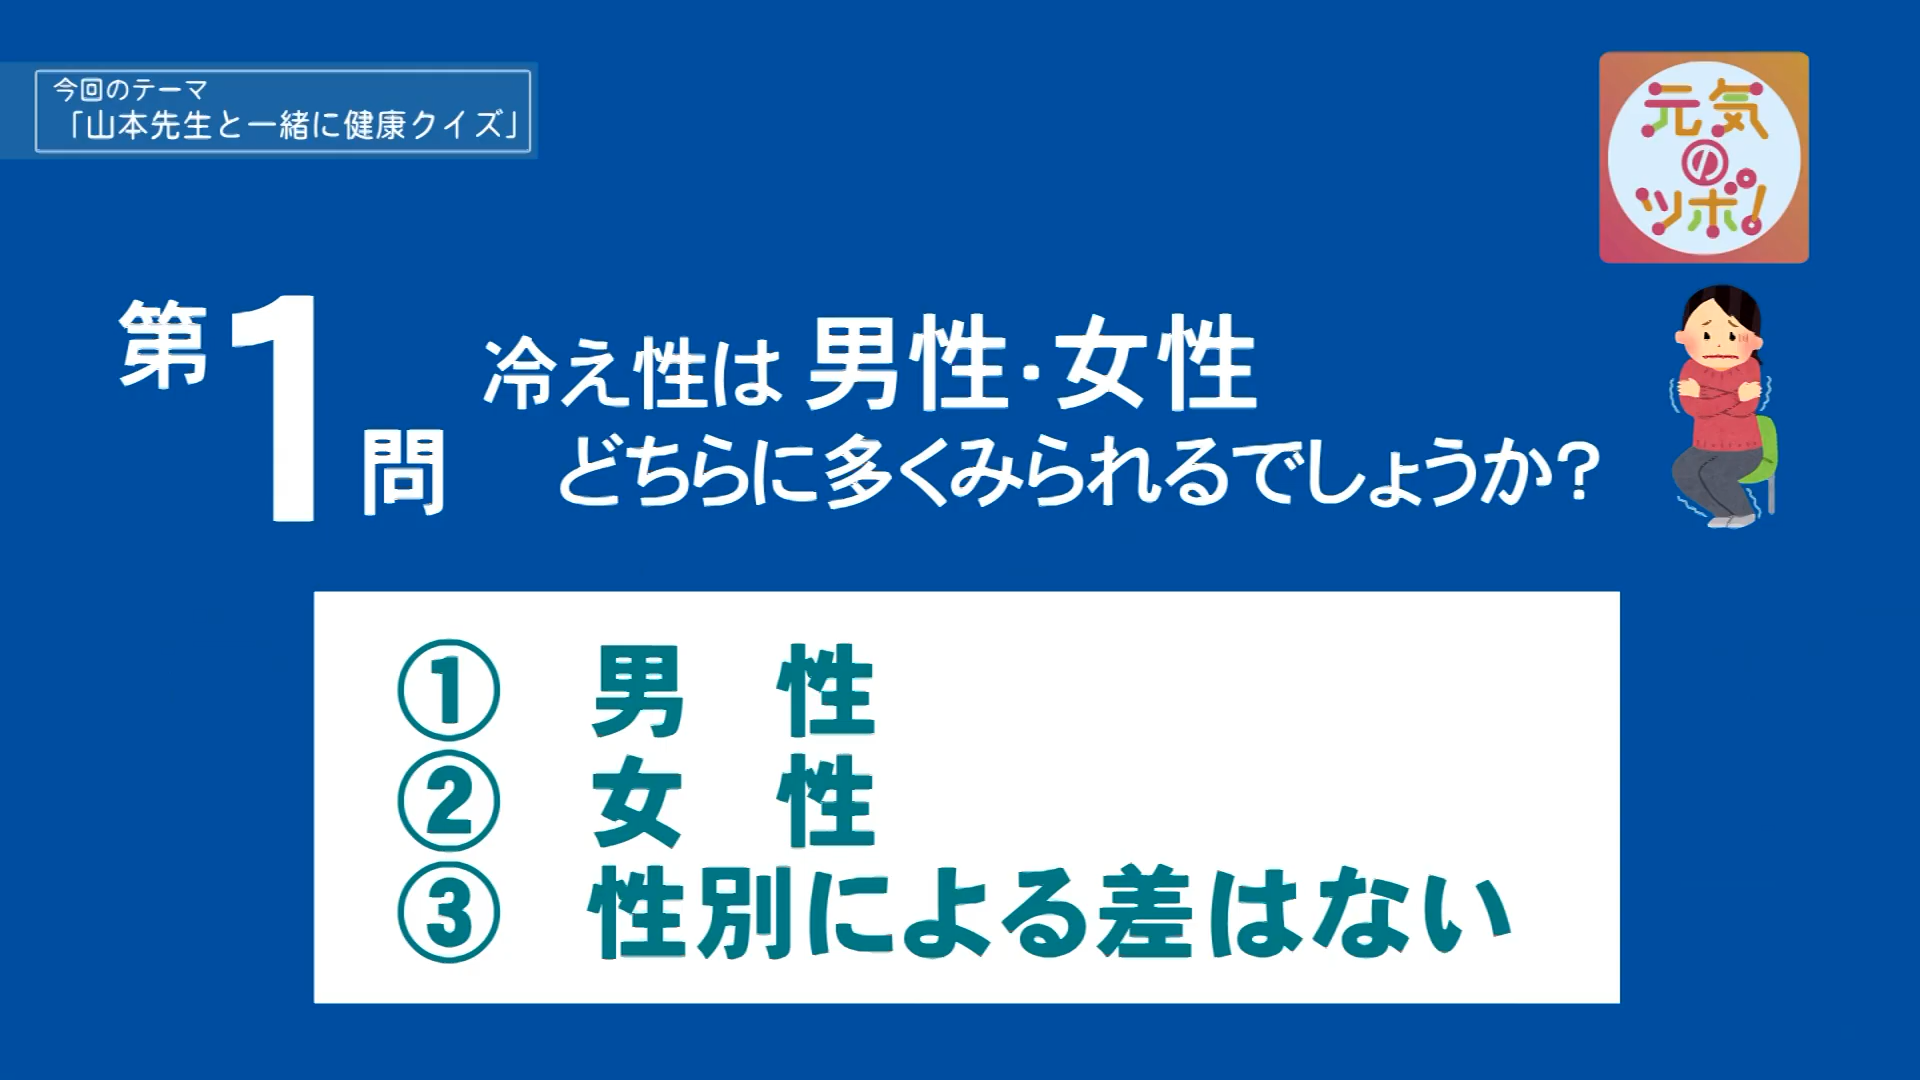 今回のテーマ
「山本先生と一緒に健康クイズ」
元気
の
ツボ!
第1問
冷え性は 男性・女性
どちらに多くみられるでしょうか?
① 男 性
② 女 性
③ 性別による差はない